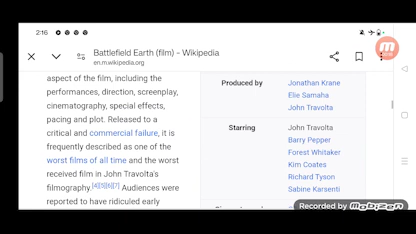 2:16
Battlefield Earth (film) - Wikipedia
en.m.wikipedia.org
aspect of the film, including the
performances, direction, screenplay,
cinematography, special effects,
pacing and plot. Released to a
critical and commercial failure, it is
frequently described as one of the
worst films of all time and the worst
received film in John Travolta's
filmography.[4][5][6][7] Audiences were
reported to have ridiculed early
Produced by
Jonathan Krane
Elie Samaha
John Travolta
Starring
John Travolta
Barry Pepper
Forest Whitaker
Kim Coates
Richard Tyson
Sabine Karsenti
Recorded by
MOBIZEN